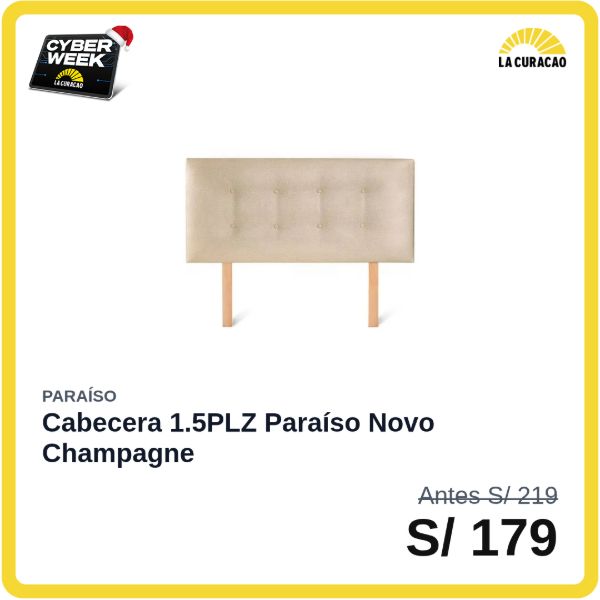 CYBER
WEEK
LA CURACAO
LA CURACAO
PARAÍSO
Cabecera 1.5PLZ Paraíso Novo
Champagne
Antes S/ 219
S/ 179